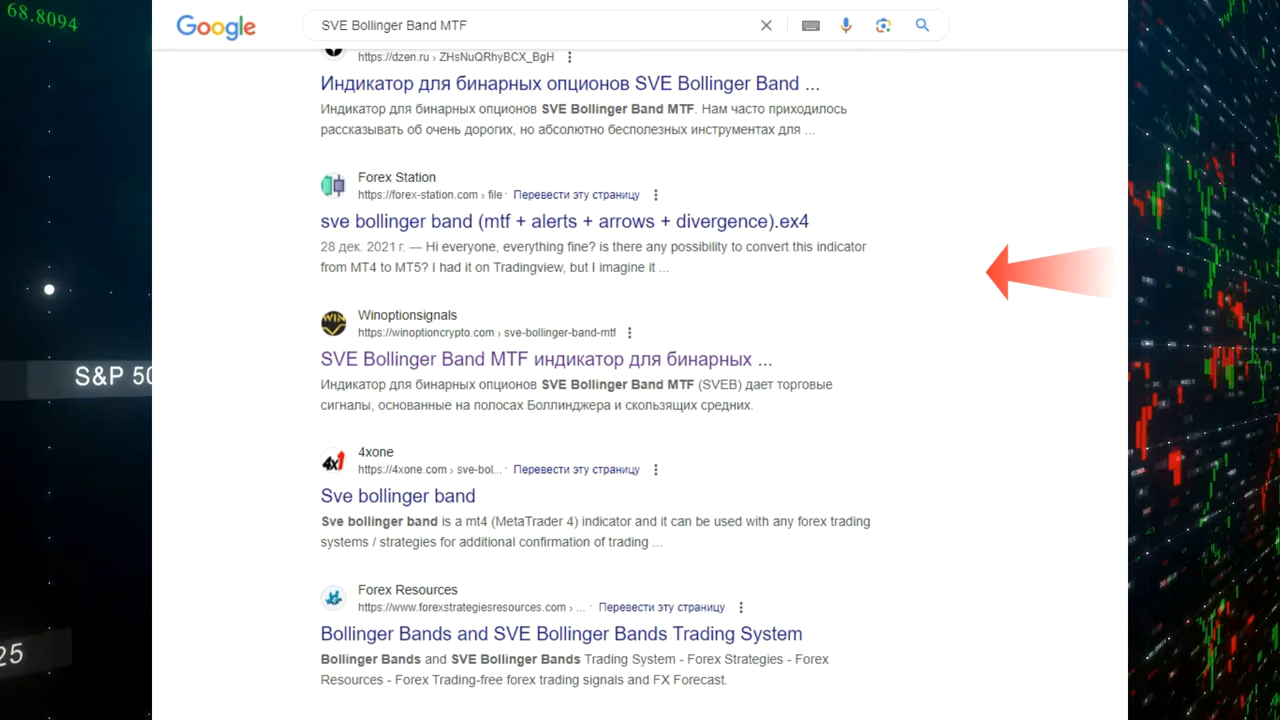 68.8094
Google
SVE Bollinger Band MTF
https://dzen.ru › ZHsNuQRhyBCX_BgH
Индикатор для бинарных опционов SVE Bollinger Band ...
Индикатор для бинарных опционов SVE Bollinger Band MTF. Нам часто приходилось
рассказывать об очень дорогих, но абсолютно бесполезных инструментах для ...
Forex Station
https://forex-station.com › file · Перевести эту страницу
sve bollinger band (mtf + alerts + arrows + divergence).ex4
28 дек. 2021 г. — Hi everyone, everything fine? is there any possibility to convert this indicator
from MT4 to MT5? I had it on Tradingview, but I imagine it ...
WIN
Winoptionsignals
https://winoptioncrypto.com › sve-bollinger-band-mtf
SVE Bollinger Band MTF индикатор для бинарных ...
Индикатор для бинарных опционов SVE Bollinger Band MTF (SVEB) дает торговые
сигналы, основанные на полосах Боллинджера и скользящих средних.
S&P 50
4x1
4xone
https://4xone.com › sve-bol... · Перевести эту страницу
Sve bollinger band
Sve bollinger band is a mt4 (MetaTrader 4) indicator and it can be used with any forex trading
systems / strategies for additional confirmation of trading ...
Forex Resources
https://www.forexstrategiesresources.com › ... · Перевести эту страницу
Bollinger Bands and SVE Bollinger Bands Trading System
Bollinger Bands and SVE Bollinger Bands Trading System - Forex Strategies - Forex
Resources - Forex Trading-free forex trading signals and FX Forecast.
25